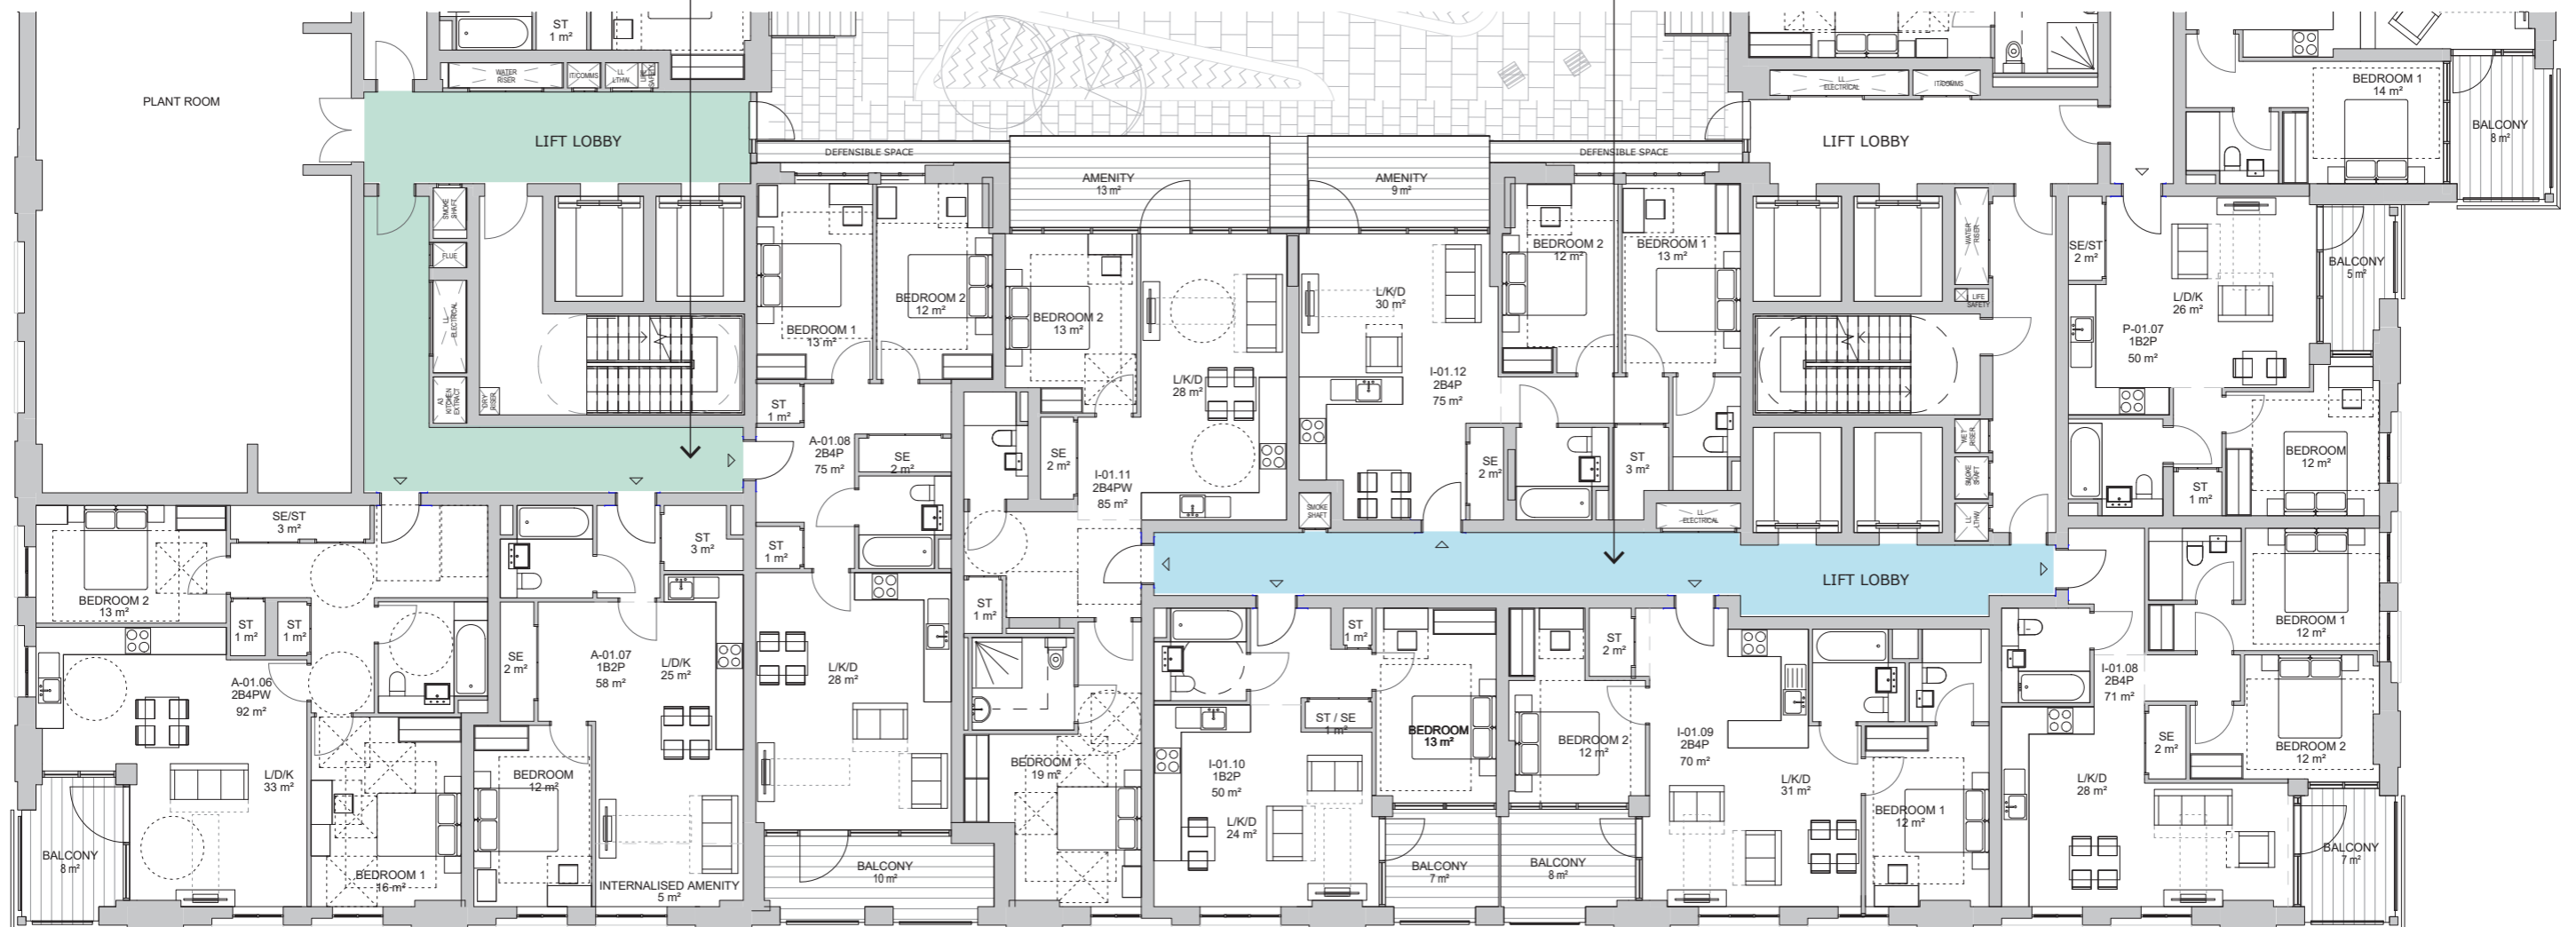 ST
1 m²
WATER
RISER
IT/COMMS
LL
LTHW
LIFE
SAFETY
PLANT ROOM
LIFT LOBBY
LL
ELECTRICAL
IT/COMMS
LIFT LOBBY
BEDROOM 1
14 m²
BALCONY
8 m²
DEFENSIBLE SPACE
DEFENSIBLE SPACE
AMENITY
13 m²
AMENITY
9 m²
SMOKE
SHAFT
FLUE
LL
ELECTRICAL
A3
KITCHEN
EXTRACT
DRY
RISER
BEDROOM 1
13 m²
BEDROOM 2
12 m²
BEDROOM 2
13 m²
L/K/D
28 m²
L/K/D
30 m²
I-01.12
2B4P
75 m²
BEDROOM 2
12 m²
BEDROOM 1
13 m²
WATER
RISER
LIFE
SAFETY
SE/ST
2 m²
L/D/K
26 m²
P-01.07
1B2P
50 m²
BALCONY
5 m²
ST
1 m²
A-01.08
2B4P
75 m²
SE
2 m²
SE
2 m²
I-01.11
2B4PW
85 m²
SE
2 m²
ST
3 m²
WET
RISER
SMOKE
SHAFT
LL
LTHW
BEDROOM
12 m²
ST
1 m²
SMOKE
SHAFT
LL
ELECTRICAL
SE/ST
3 m²
ST
3 m²
ST
1 m²
LIFT LOBBY
BEDROOM 2
13 m²
ST
1 m²
ST
1 m²
ST
1 m²
ST
1 m²
ST
2 m²
BEDROOM 1
12 m²
A-01.06
2B4PW
92 m²
SE
2 m²
A-01.07
1B2P
58 m²
L/D/K
25 m²
L/K/D
28 m²
I-01.08
2B4P
71 m²
ST / SE
1 m²
BEDROOM
13 m²
BEDROOM 2
12 m²
I-01.09
2B4P
70 m²
SE
2 m²
BEDROOM 2
12 m²
L/D/K
33 m²
BEDROOM
12 m²
BEDROOM 1
19 m²
I-01.10
1B2P
50 m²
L/K/D
24 m²
L/K/D
31 m²
BEDROOM 1
12 m²
L/K/D
28 m²
BALCONY
8 m²
BEDROOM 1
16 m²
INTERNALISED AMENITY
5 m²
BALCONY
10 m²
BALCONY
7 m²
BALCONY
8 m²
BALCONY
7 m²